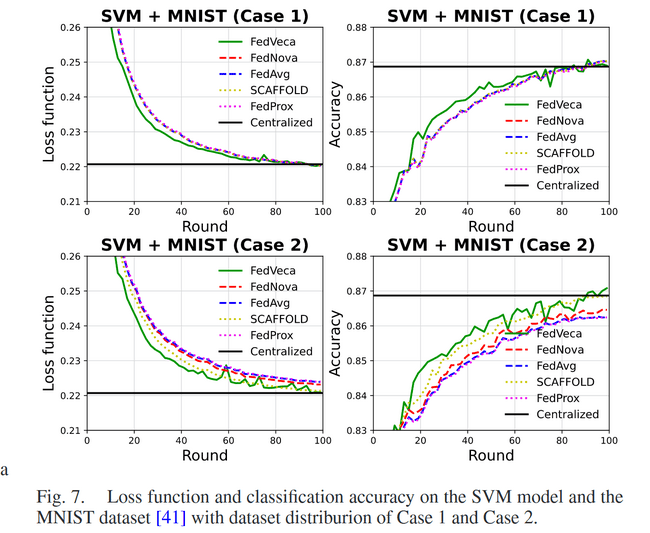 SVM + MNIST (Case 1)
0.26
0.25
0.24
0.23
0.22
0.21
Loss function
FedVeca
FedNova
FedAvg
SCAFFOLD
FedProx
Centralized
0 20 40 60 80 100
Round
SVM + MNIST (Case 1)
0.88
0.87
0.86
0.85
0.84
0.83
Accuracy
FedVeca
FedNova
FedAvg
SCAFFOLD
FedProx
Centralized
0 20 40 60 80 100
Round
SVM + MNIST (Case 2)
0.26
0.25
0.24
0.23
0.22
0.21
Loss function
FedVeca
FedNova
FedAvg
SCAFFOLD
FedProx
Centralized
0 20 40 60 80 100
Round
SVM + MNIST (Case 2)
0.88
0.87
0.86
0.85
0.84
0.83
Accuracy
FedVeca
FedNova
FedAvg
SCAFFOLD
FedProx
Centralized
0 20 40 60 80 100
Round
a
Fig. 7. Loss function and classification accuracy on the SVM model and the
MNIST dataset [41] with dataset distriburion of Case 1 and Case 2.